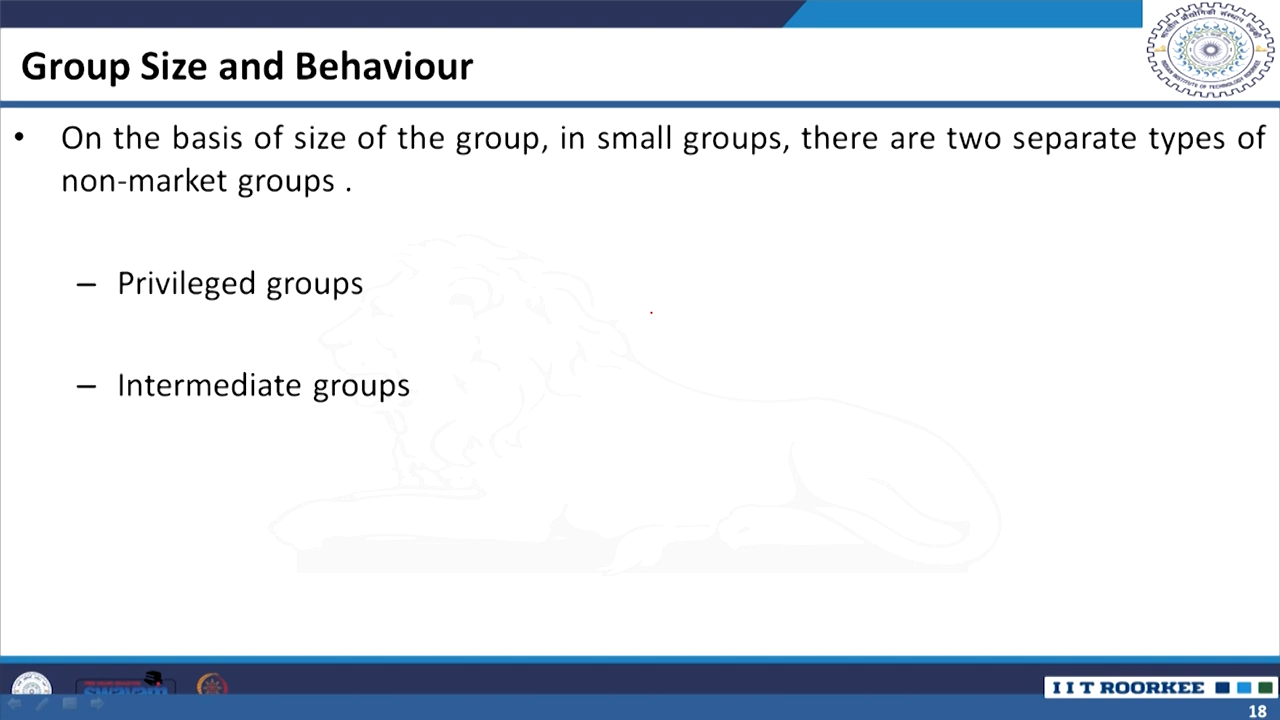 Group Size and Behaviour
• On the basis of size of the group, in small groups, there are two separate types of
non-market groups .
– Privileged groups
– Intermediate groups
swayam
I I T ROORKEE
18